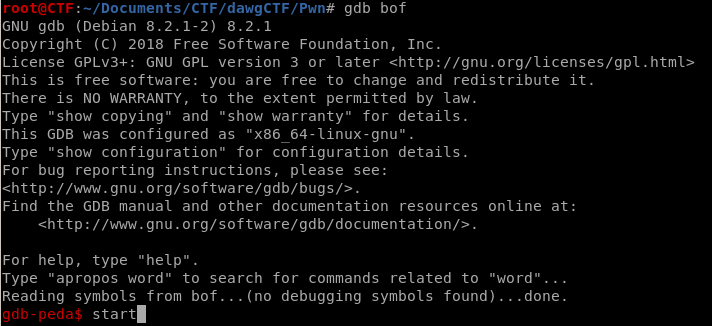 root@CTF:~/Documents/CTF/dawgCTF/Pwn# gdb bof
GNU gdb (Debian 8.2.1-2) 8.2.1
Copyright (C) 2018 Free Software Foundation, Inc.
License GPLv3+: GNU GPL version 3 or later <http://gnu.org/licenses/gpl.html>
This is free software: you are free to change and redistribute it.
There is NO WARRANTY, to the extent permitted by law.
Type "show copying" and "show warranty" for details.
This GDB was configured as "x86_64-linux-gnu".
Type "show configuration" for configuration details.
For bug reporting instructions, please see:
<http://www.gnu.org/software/gdb/bugs/>.
Find the GDB manual and other documentation resources online at:
    <http://www.gnu.org/software/gdb/documentation/>.

For help, type "help".
Type "apropos word" to search for commands related to "word"...
Reading symbols from bof...(no debugging symbols found)...done.
gdb-peda$ start